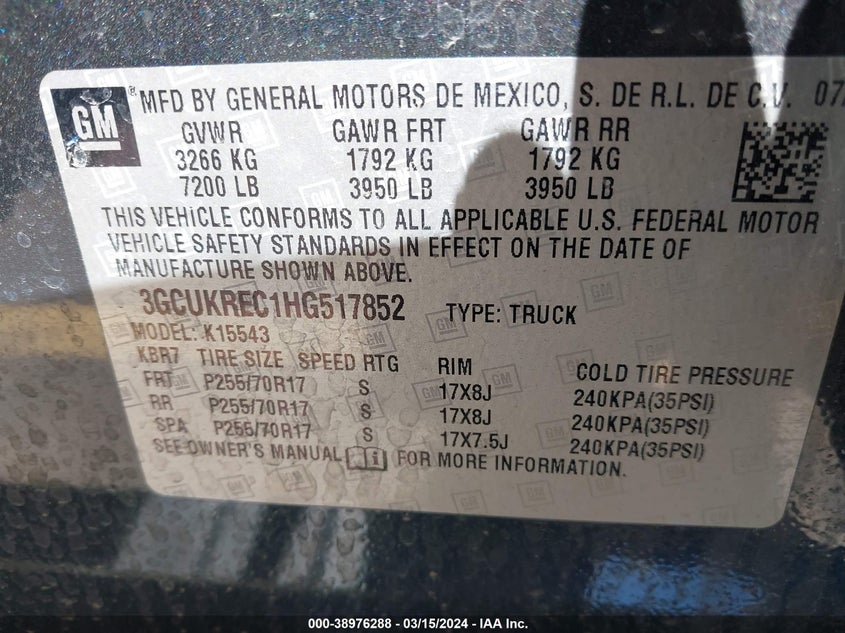 GM
® MFD BY GENERAL MOTORS DE MEXICO, S. DE R.L. DE C.V. 07/
GVWR GAWR FRT GAWR RR
3266 KG 1792 KG 1792 KG
7200 LB 3950 LB 3950 LB
THIS VEHICLE CONFORMS TO ALL APPLICABLE U.S. FEDERAL MOTOR
VEHICLE SAFETY STANDARDS IN EFFECT ON THE DATE OF
MANUFACTURE SHOWN ABOVE.
3GCUKREC1HG517852 TYPE: TRUCK
MODEL: K15543
KBR7 TIRE SIZE SPEED RTG RIM COLD TIRE PRESSURE
FRT P255/70R17 S 17X8J 240KPA(35PSI)
RR P255/70R17 S 17X8J 240KPA(35PSI)
SPA P255/70R17 S 17X7.5J 240KPA(35PSI)
SEE OWNER'S MANUAL FOR MORE INFORMATION.
000-38976288 - 03/15/2024 - IAA Inc.